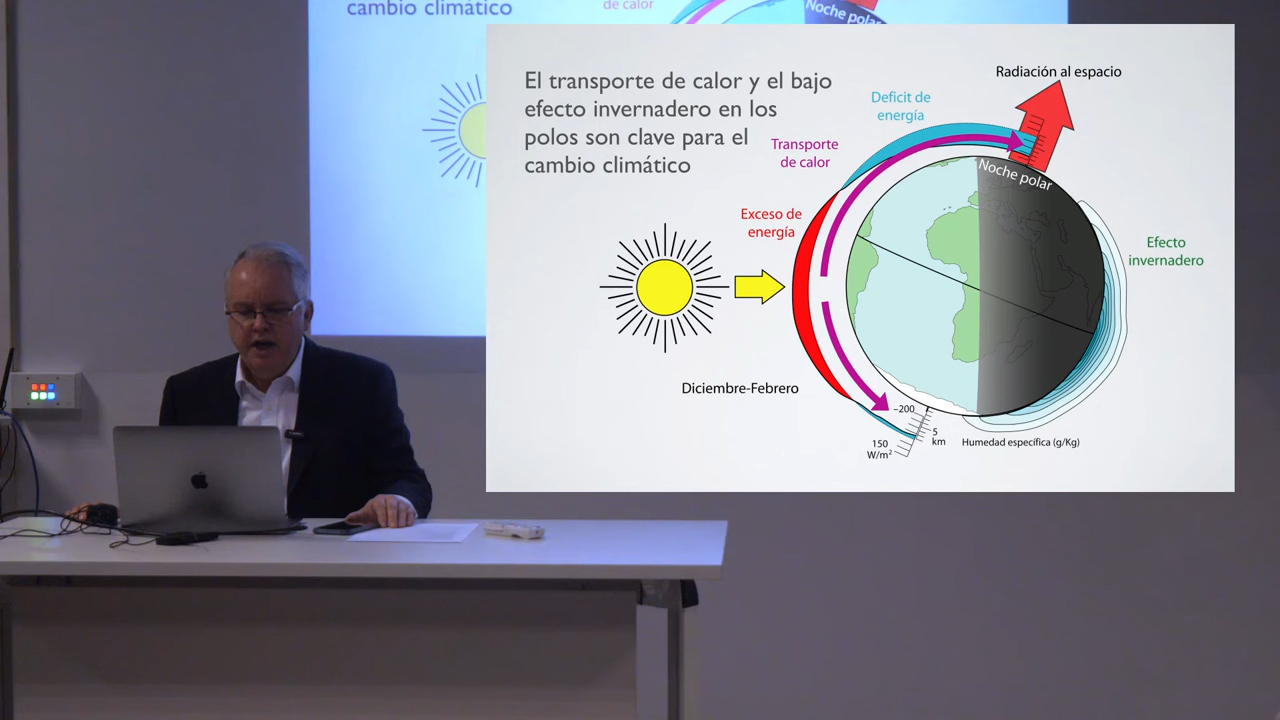 cambio climático
de calor
Noche polar
El transporte de calor y el bajo
efecto invernadero en los
polos son clave para el
cambio climático
Radiación al espacio
Deficit de
energía
Transporte
de calor
Noche polar
Exceso de
energía
Efecto
invernadero
Diciembre-Febrero
–200
5
km
150
W/m²
Humedad específica (g/Kg)